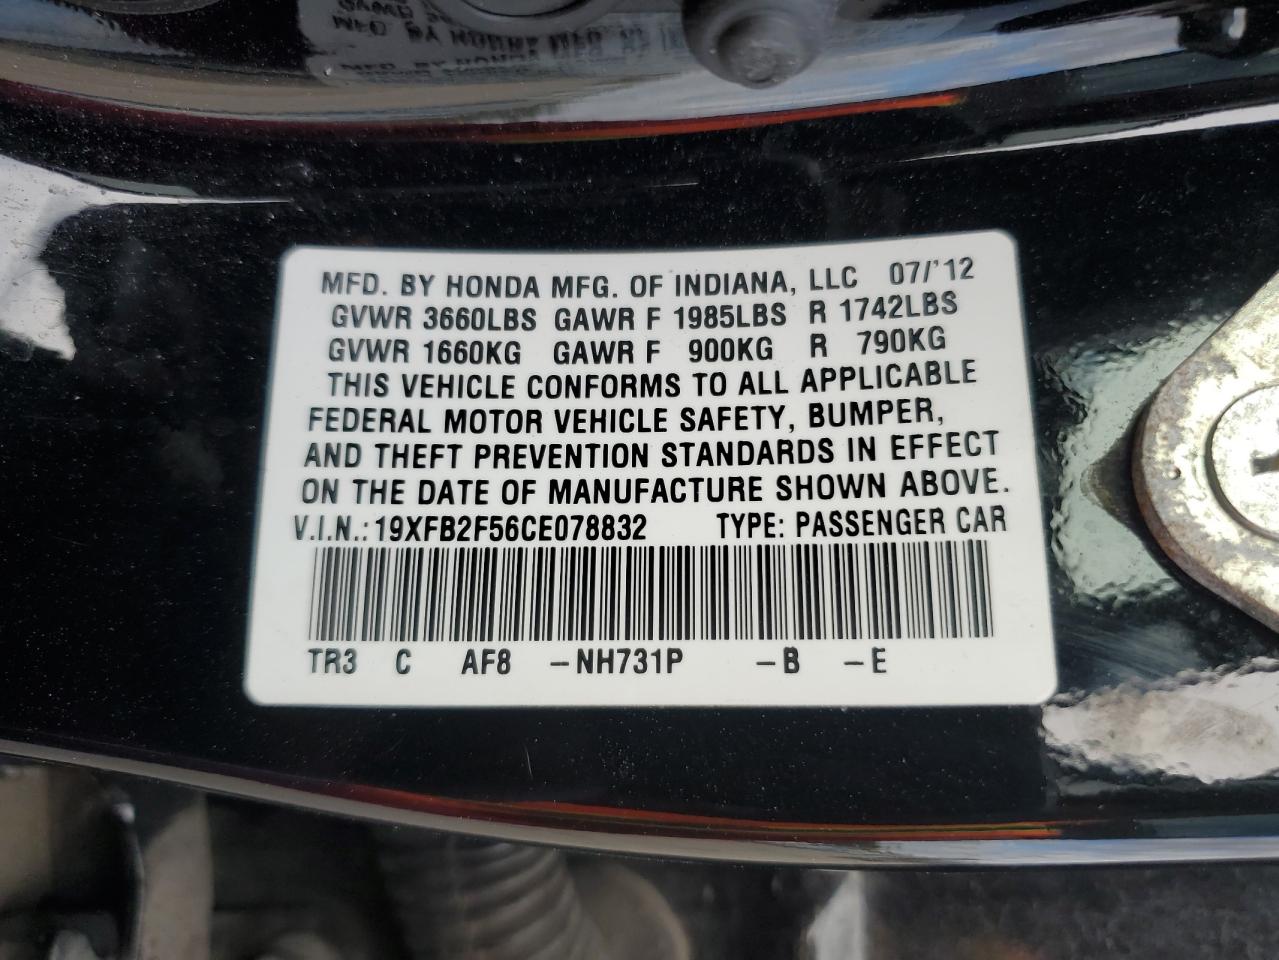 MFD. BY HONDA MFG. OF INDIANA, LLC 07/'12
GVWR 3660LBS GAWR F 1985LBS R 1742LBS
GVWR 1660KG GAWR F 900KG R 790KG
THIS VEHICLE CONFORMS TO ALL APPLICABLE
FEDERAL MOTOR VEHICLE SAFETY, BUMPER,
AND THEFT PREVENTION STANDARDS IN EFFECT
ON THE DATE OF MANUFACTURE SHOWN ABOVE.
V.I.N.: 19XFB2F56CE078832 TYPE: PASSENGER CAR
TR3 C AF8 -NH731P -B -E